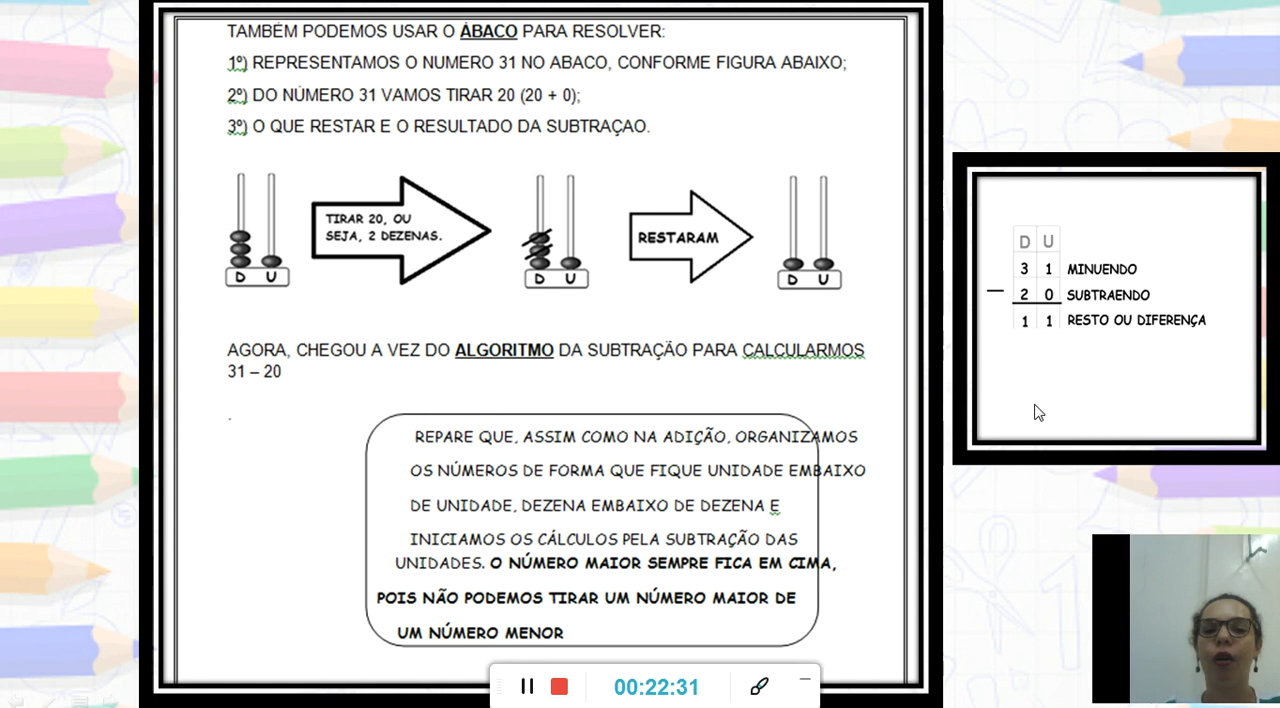 TAMBÉM PODEMOS USAR O ÁBACO PARA RESOLVER:
1º) REPRESENTAMOS O NUMERO 31 NO ABACO, CONFORME FIGURA ABAIXO;
2º) DO NÚMERO 31 VAMOS TIRAR 20 (20 + 0);
3º) O QUE RESTAR E O RESULTADO DA SUBTRAÇAO.
TIRAR 20, OU
SEJA, 2 DEZENAS.
RESTARAM
D U
D U
D U
AGORA, CHEGOU A VEZ DO ALGORITMO DA SUBTRAÇÃO PARA CALCULARMOS
31 – 20
.
REPARE QUE, ASSIM COMO NA ADIÇÃO, ORGANIZAMOS
OS NÚMEROS DE FORMA QUE FIQUE UNIDADE EMBAIXO
DE UNIDADE, DEZENA EMBAIXO DE DEZENA E
INICIAMOS OS CÁLCULOS PELA SUBTRAÇÃO DAS
UNIDADES. O NÚMERO MAIOR SEMPRE FICA EM CIMA,
POIS NÃO PODEMOS TIRAR UM NÚMERO MAIOR DE
UM NÚMERO MENOR
D U
3 1 MINUENDO
— 2 0 SUBTRAENDO
1 1 RESTO OU DIFERENÇA
00:22:31